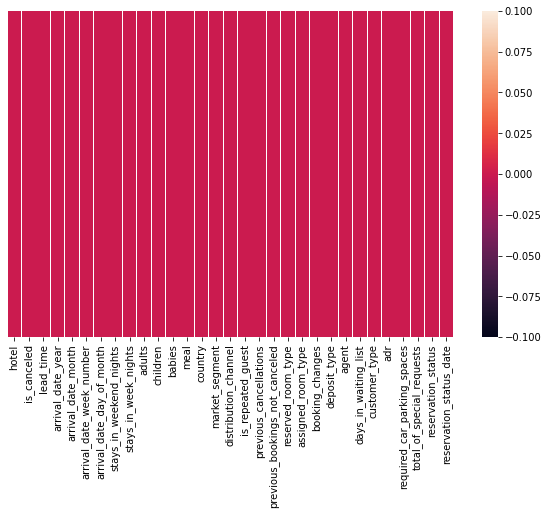 hotel
is_canceled
lead_time
arrival_date_year
arrival_date_month
arrival_date_week_number
arrival_date_day_of_month
stays_in_weekend_nights
stays_in_week_nights
adults
children
babies
meal
country
market_segment
distribution_channel
is_repeated_guest
previous_cancellations
previous_bookings_not_canceled
reserved_room_type
assigned_room_type
booking_changes
deposit_type
agent
days_in_waiting_list
customer_type
adr
required_car_parking_spaces
total_of_special_requests
reservation_status
reservation_status_date
0.100
0.075
0.050
0.025
0.000
−0.025
−0.050
−0.075
−0.100